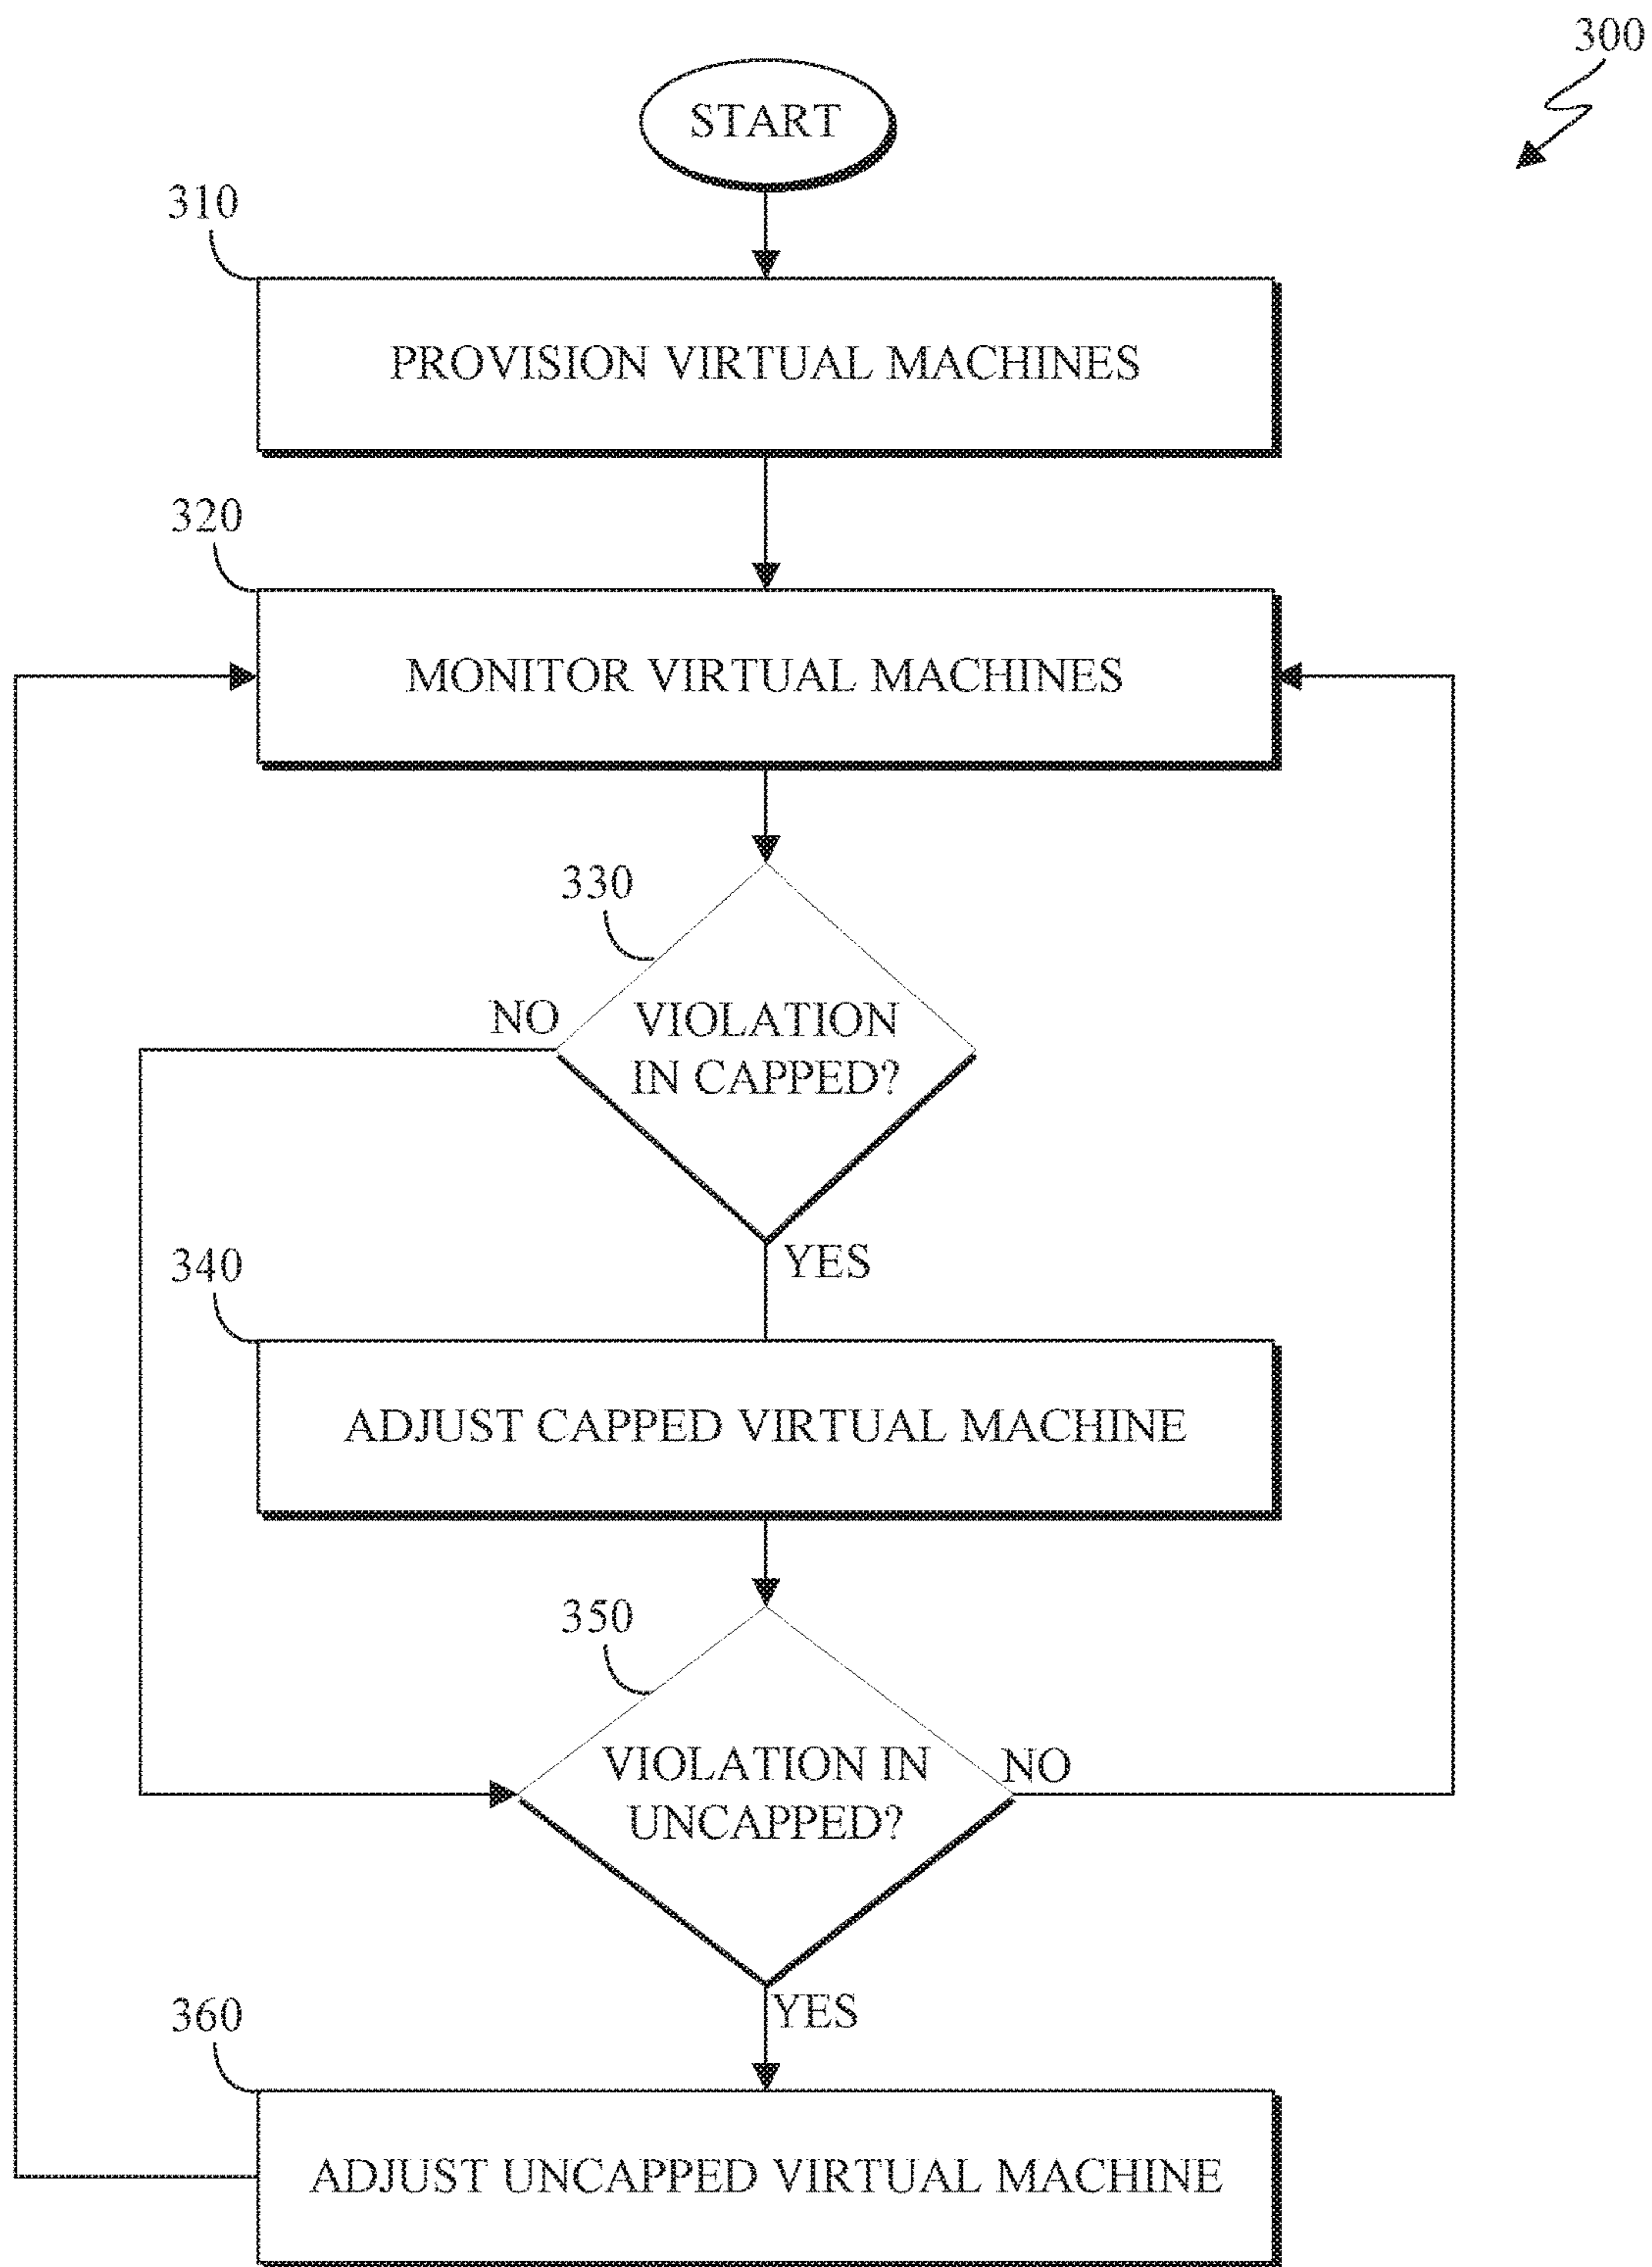 300
START
310
PROVISION VIRTUAL MACHINES
320
MONITOR VIRTUAL MACHINES
330
NO
VIOLATION
IN CAPPED?
YES
340
ADJUST CAPPED VIRTUAL MACHINE
350
VIOLATION IN
UNCAPPED?
NO
YES
360
ADJUST UNCAPPED VIRTUAL MACHINE